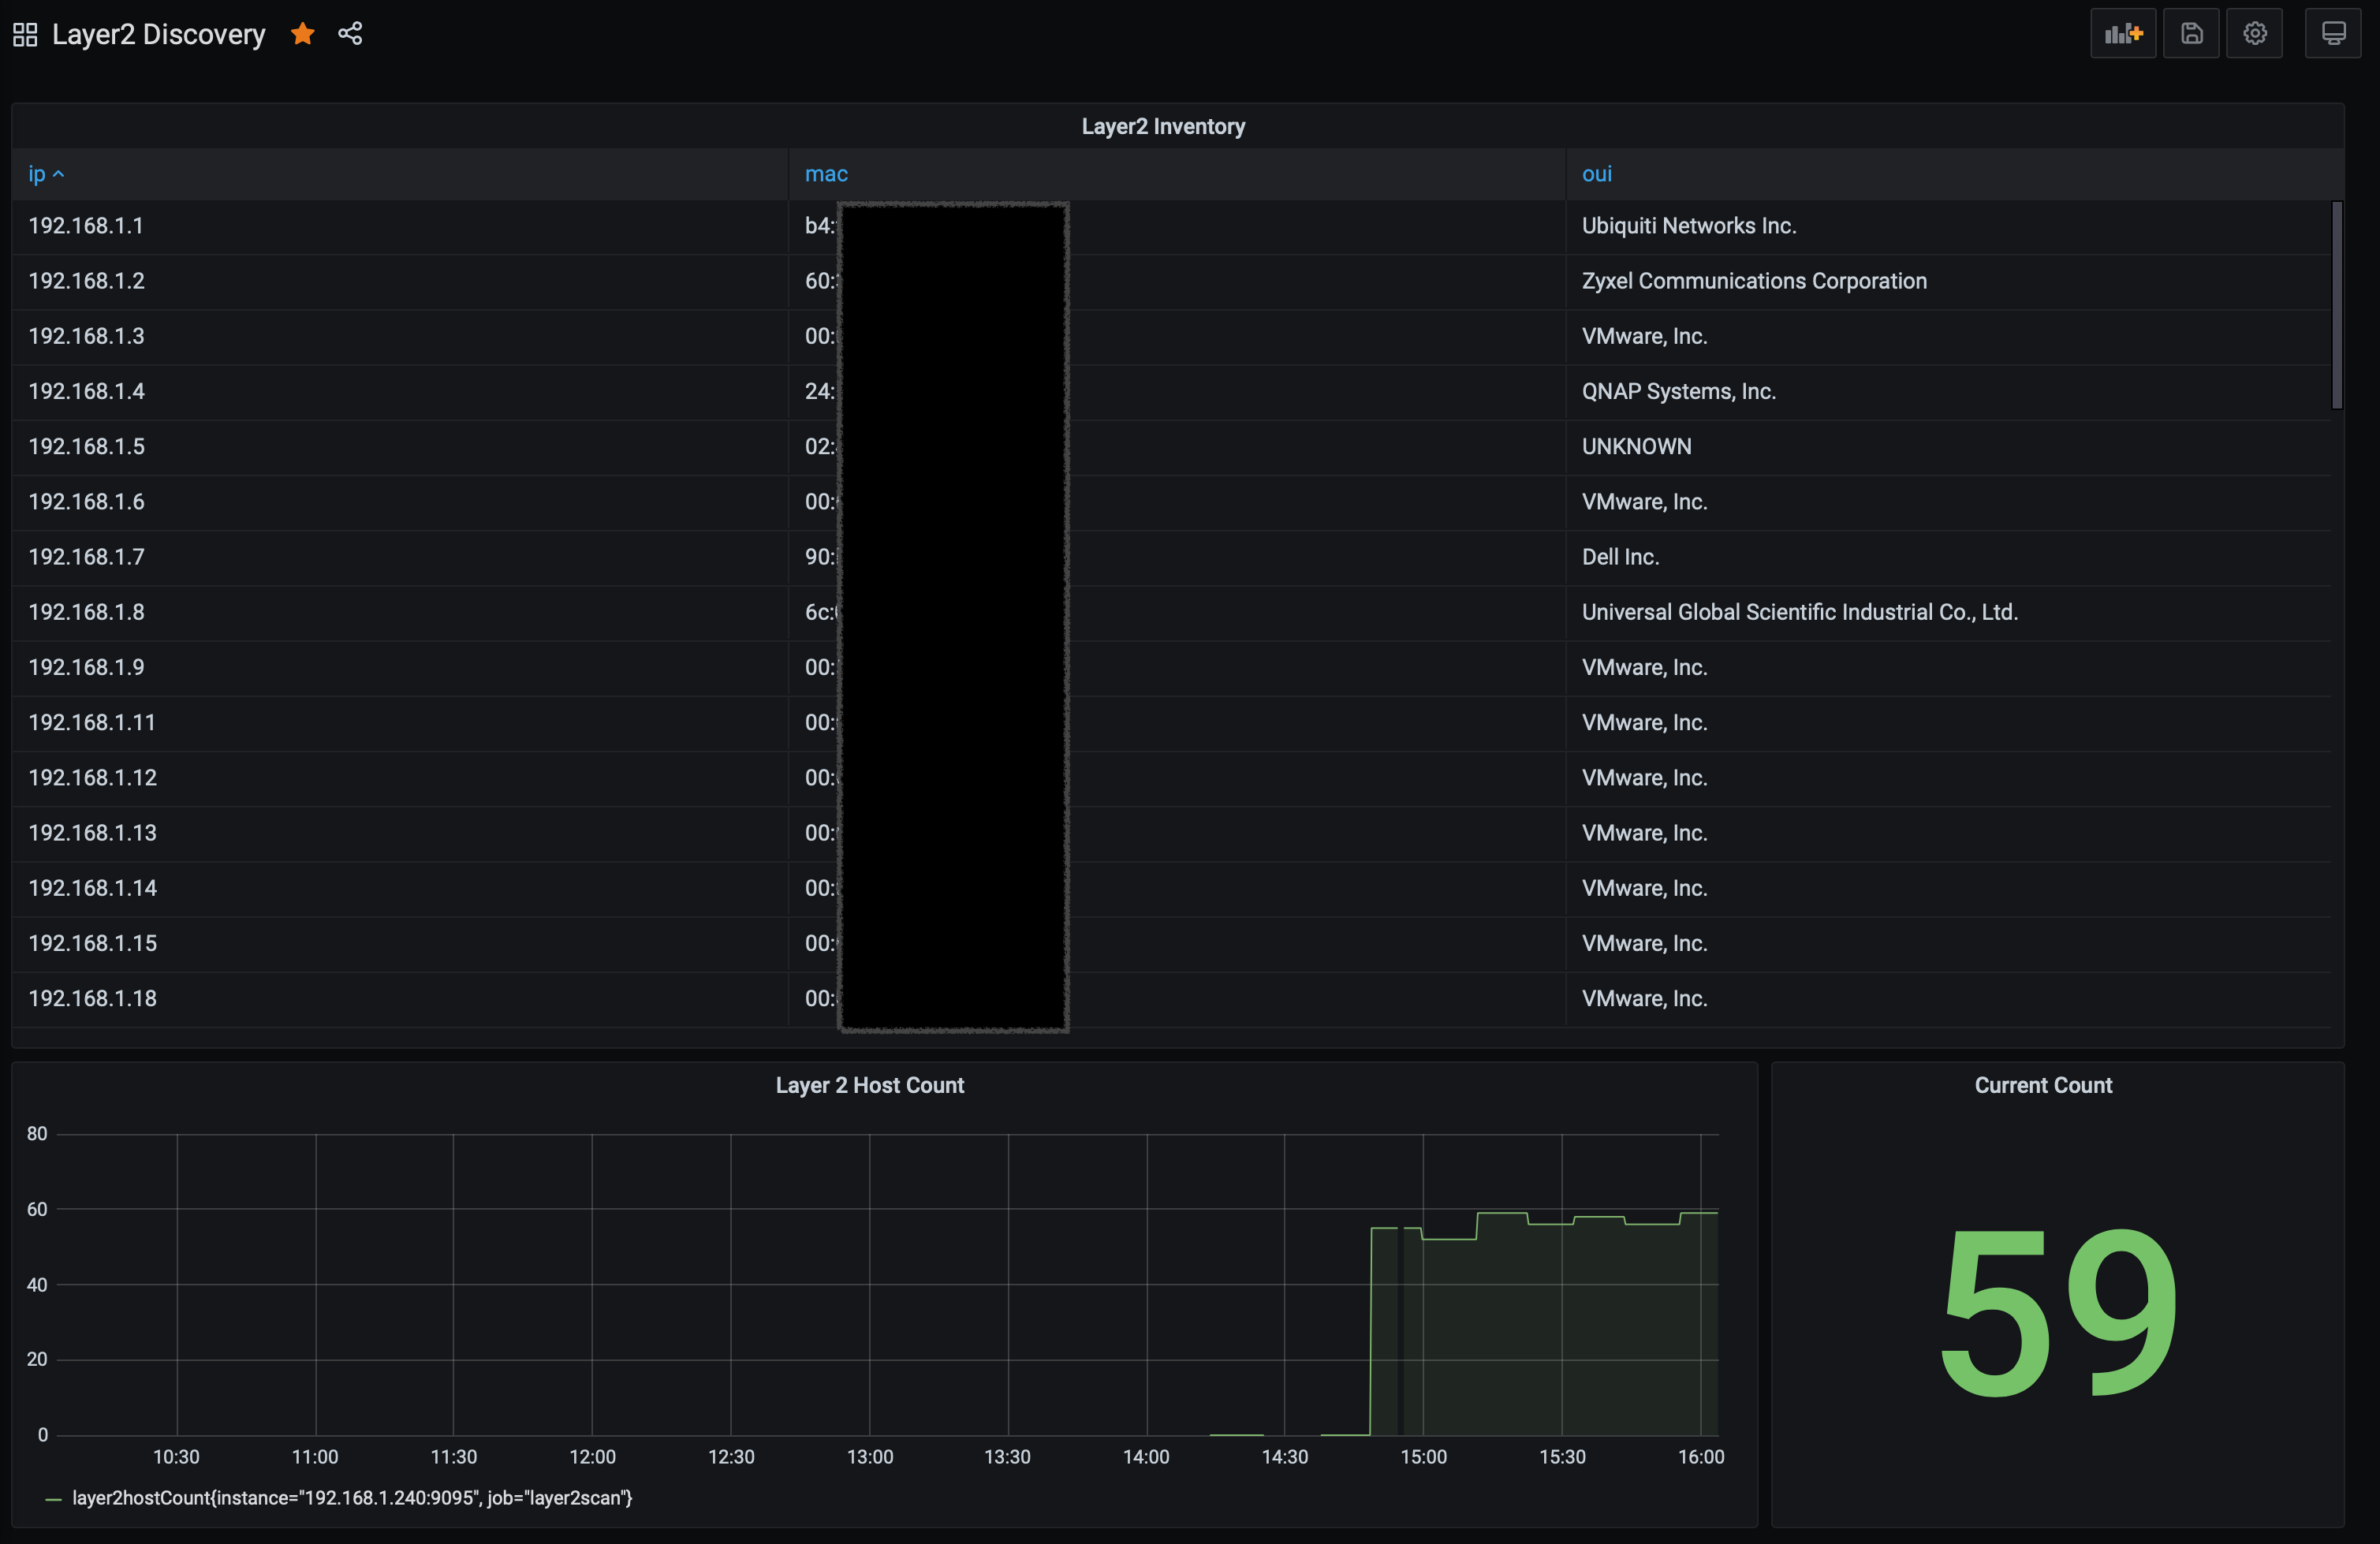 Layer2 Discovery
Layer2 Inventory
ip mac oui
192.168.1.1 b4: Ubiquiti Networks Inc.
192.168.1.2 60: Zyxel Communications Corporation
192.168.1.3 00: VMware, Inc.
192.168.1.4 24: QNAP Systems, Inc.
192.168.1.5 02: UNKNOWN
192.168.1.6 00: VMware, Inc.
192.168.1.7 90: Dell Inc.
192.168.1.8 6c: Universal Global Scientific Industrial Co., Ltd.
192.168.1.9 00: VMware, Inc.
192.168.1.11 00: VMware, Inc.
192.168.1.12 00: VMware, Inc.
192.168.1.13 00: VMware, Inc.
192.168.1.14 00: VMware, Inc.
192.168.1.15 00: VMware, Inc.
192.168.1.18 00: VMware, Inc.
Layer 2 Host Count
80
60
40
20
0
10:30 11:00 11:30 12:00 12:30 13:00 13:30 14:00 14:30 15:00 15:30 16:00
layer2hostCount{instance="192.168.1.240:9095", job="layer2scan"}
Current Count
59